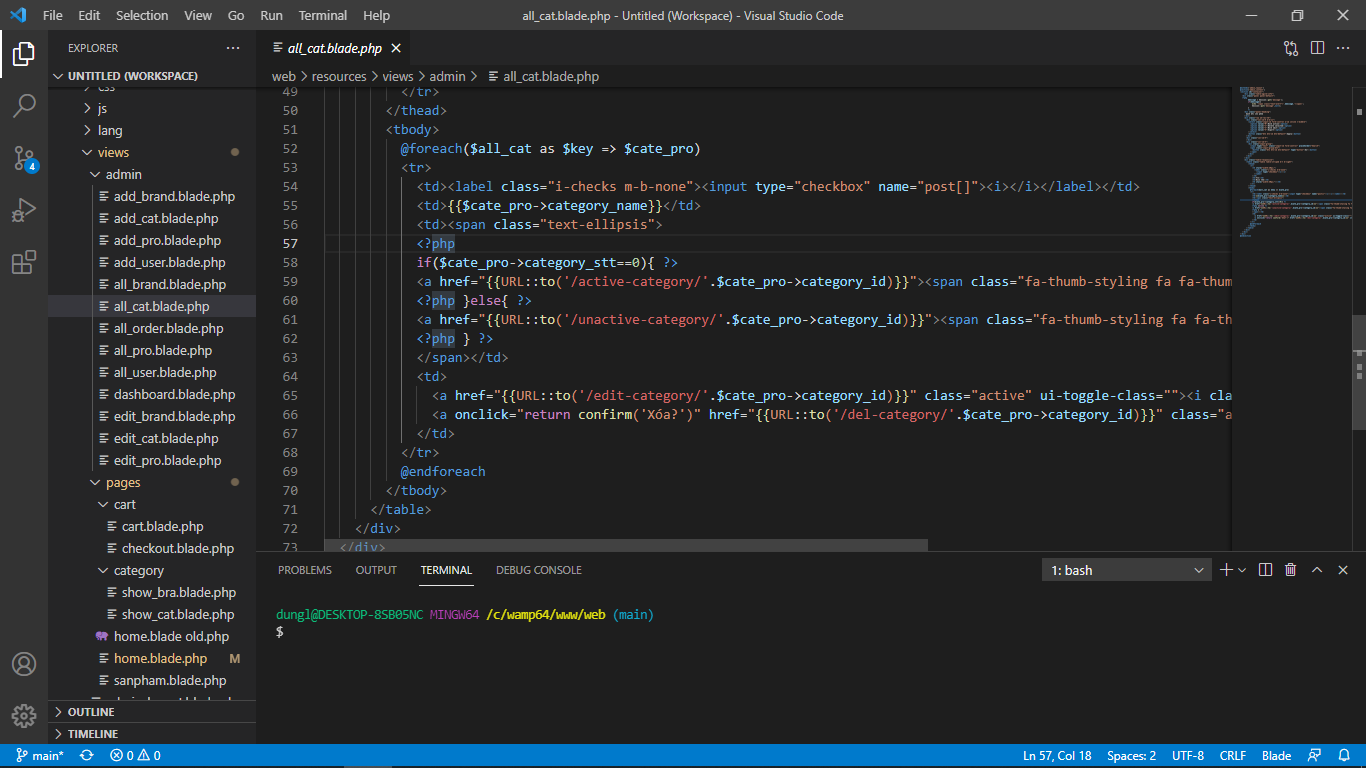 File Edit Selection View Go Run Terminal Help
all_cat.blade.php - Untitled (Workspace) - Visual Studio Code
EXPLORER
UNTITLED (WORKSPACE)
css
js
lang
views
admin
add_brand.blade.php
add_cat.blade.php
add_pro.blade.php
add_user.blade.php
all_brand.blade.php
all_cat.blade.php
all_order.blade.php
all_pro.blade.php
all_user.blade.php
dashboard.blade.php
edit_brand.blade.php
edit_cat.blade.php
edit_pro.blade.php
pages
cart
cart.blade.php
checkout.blade.php
category
show_bra.blade.php
show_cat.blade.php
home.blade old.php
home.blade.php M
sanpham.blade.php
OUTLINE
TIMELINE
4
all_cat.blade.php
web > resources > views > admin > all_cat.blade.php
49 </tr>
50 </thead>
51 <tbody>
52 @foreach($all_cat as $key => $cate_pro)
53 <tr>
54 <td><label class="i-checks m-b-none"><input type="checkbox" name="post[]"><i></i></label></td>
55 <td>{{$cate_pro->category_name}}</td>
56 <td><span class="text-ellipsis">
57 <?php
58 if($cate_pro->category_stt==0){ ?>
59 <a href="{{URL::to('/active-category/'.$cate_pro->category_id)}}"><span class="fa-thumb-styling fa fa-thum
60 <?php }else{ ?>
61 <a href="{{URL::to('/unactive-category/'.$cate_pro->category_id)}}"><span class="fa-thumb-styling fa fa-th
62 <?php } ?>
63 </span></td>
64 <td>
65 <a href="{{URL::to('/edit-category/'.$cate_pro->category_id)}}" class="active" ui-toggle-class=""><i cla
66 <a onclick="return confirm('Xóa?')" href="{{URL::to('/del-category/'.$cate_pro->category_id)}}" class="a
67 </td>
68 </tr>
69 @endforeach
70 </tbody>
71 </table>
72 </div>
73 </div>
PROBLEMS OUTPUT TERMINAL DEBUG CONSOLE
1: bash
dungl@DESKTOP-8SB05NC MINGW64 /c/wamp64/www/web (main)
$
main* 0 0 Ln 57, Col 18 Spaces: 2 UTF-8 CRLF Blade